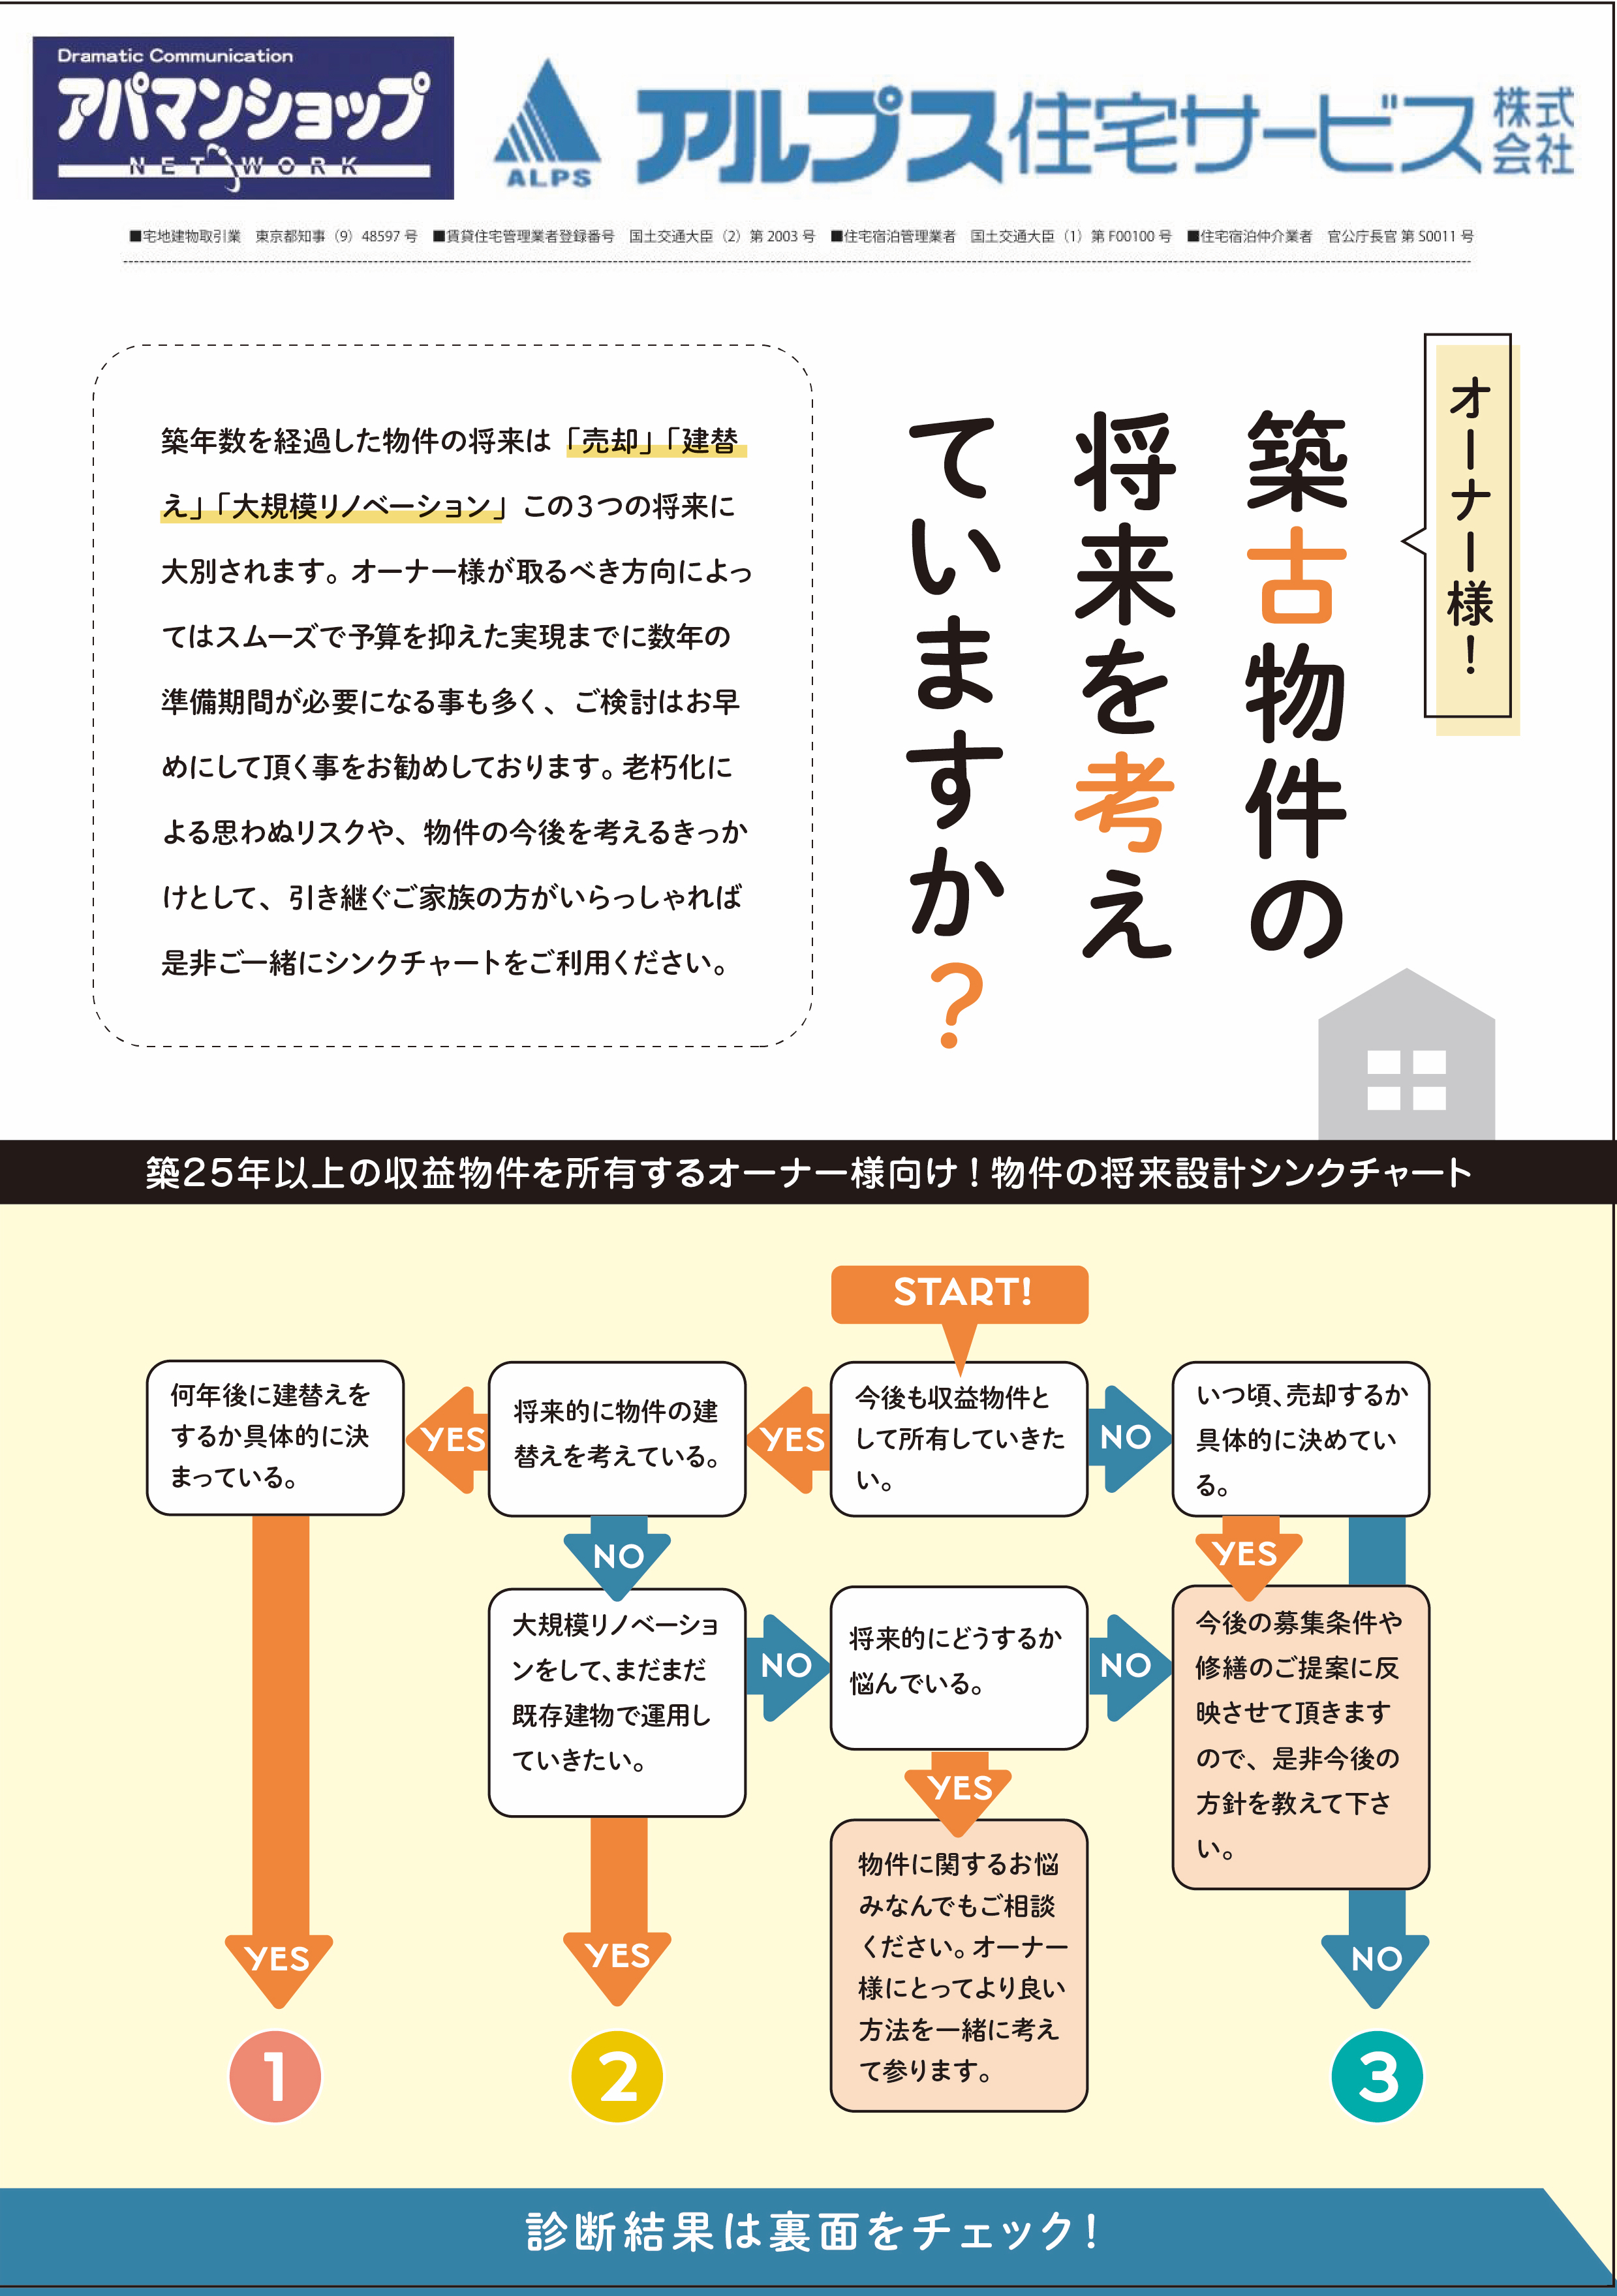 Dramatic Communication
アパマンショップ
NETWORK
ALPS
アルプス住宅サービス株式会社
■宅地建物取引業　東京都知事（9）48597 号　■賃貸住宅管理業者登録番号　国土交通大臣（2）第 2003 号　■住宅宿泊管理業者　国土交通大臣（1）第 F00100 号　■住宅宿泊仲介業者　官公庁長官 第 S0011 号
オーナー様！
築古物件の
将来を考え
ていますか？
築年数を経過した物件の将来は「売却」「建替
え」「大規模リノベーション」この３つの将来に
大別されます。オーナー様が取るべき方向によっ
てはスムーズで予算を抑えた実現までに数年の
準備期間が必要になる事も多く、ご検討はお早
めにして頂く事をお勧めしております。老朽化に
よる思わぬリスクや、物件の今後を考えるきっか
けとして、引き継ぐご家族の方がいらっしゃれば
是非ご一緒にシンクチャートをご利用ください。
築25年以上の収益物件を所有するオーナー様向け！物件の将来設計シンクチャート
START!
今後も収益物件と
して所有していきた
い。
YES
NO
将来的に物件の建
替えを考えている。
YES
NO
何年後に建替えを
するか具体的に決
まっている。
YES
1
いつ頃、売却するか
具体的に決めてい
る。
YES
大規模リノベーショ
ンをして、まだまだ
既存建物で運用し
ていきたい。
NO
YES
2
将来的にどうするか
悩んでいる。
NO
YES
今後の募集条件や
修繕のご提案に反
映させて頂きます
ので、是非今後の
方針を教えて下さ
い。
物件に関するお悩
みなんでもご相談
ください。オーナー
様にとってより良い
方法を一緒に考え
て参ります。
NO
3
診断結果は裏面をチェック！